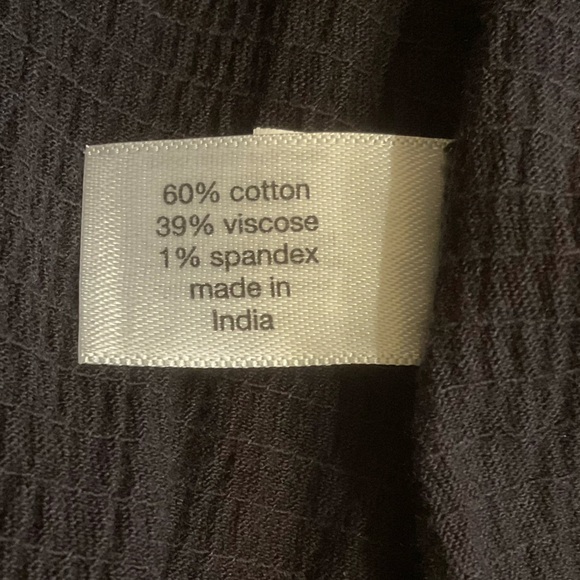 60% cotton
39% viscose
1% spandex
made in
India